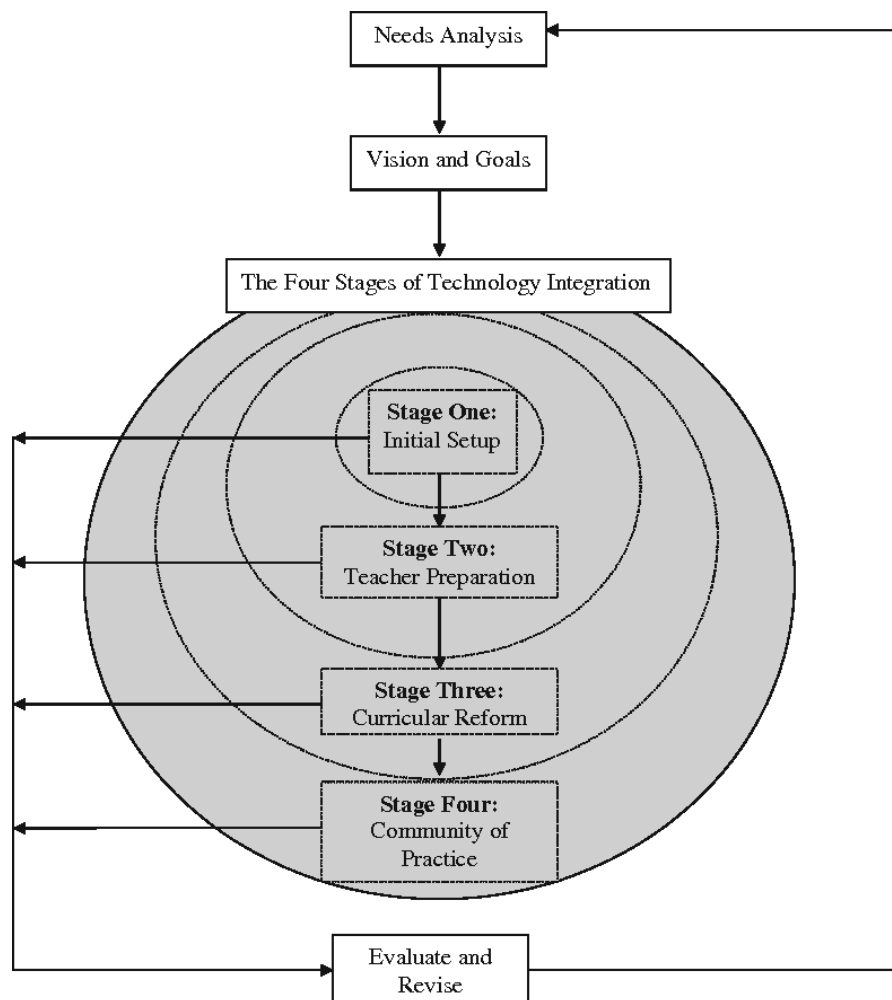 Needs Analysis
Vision and Goals
The Four Stages of Technology Integration
Stage One:
Initial Setup
Stage Two:
Teacher Preparation
Stage Three:
Curricular Reform
Stage Four:
Community of
Practice
Evaluate and
Revise